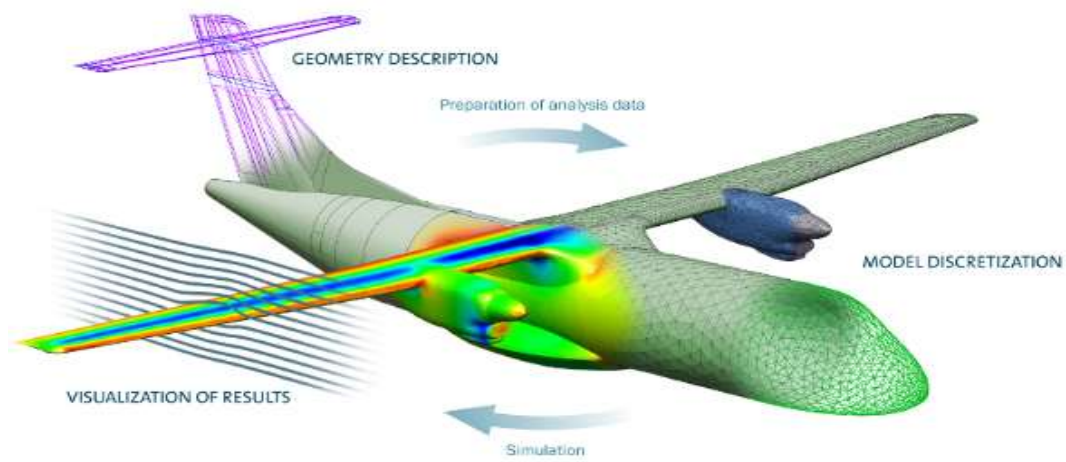 GEOMETRY DESCRIPTION
Preparation of analysis data
MODEL DISCRETIZATION
VISUALIZATION OF RESULTS
Simulation